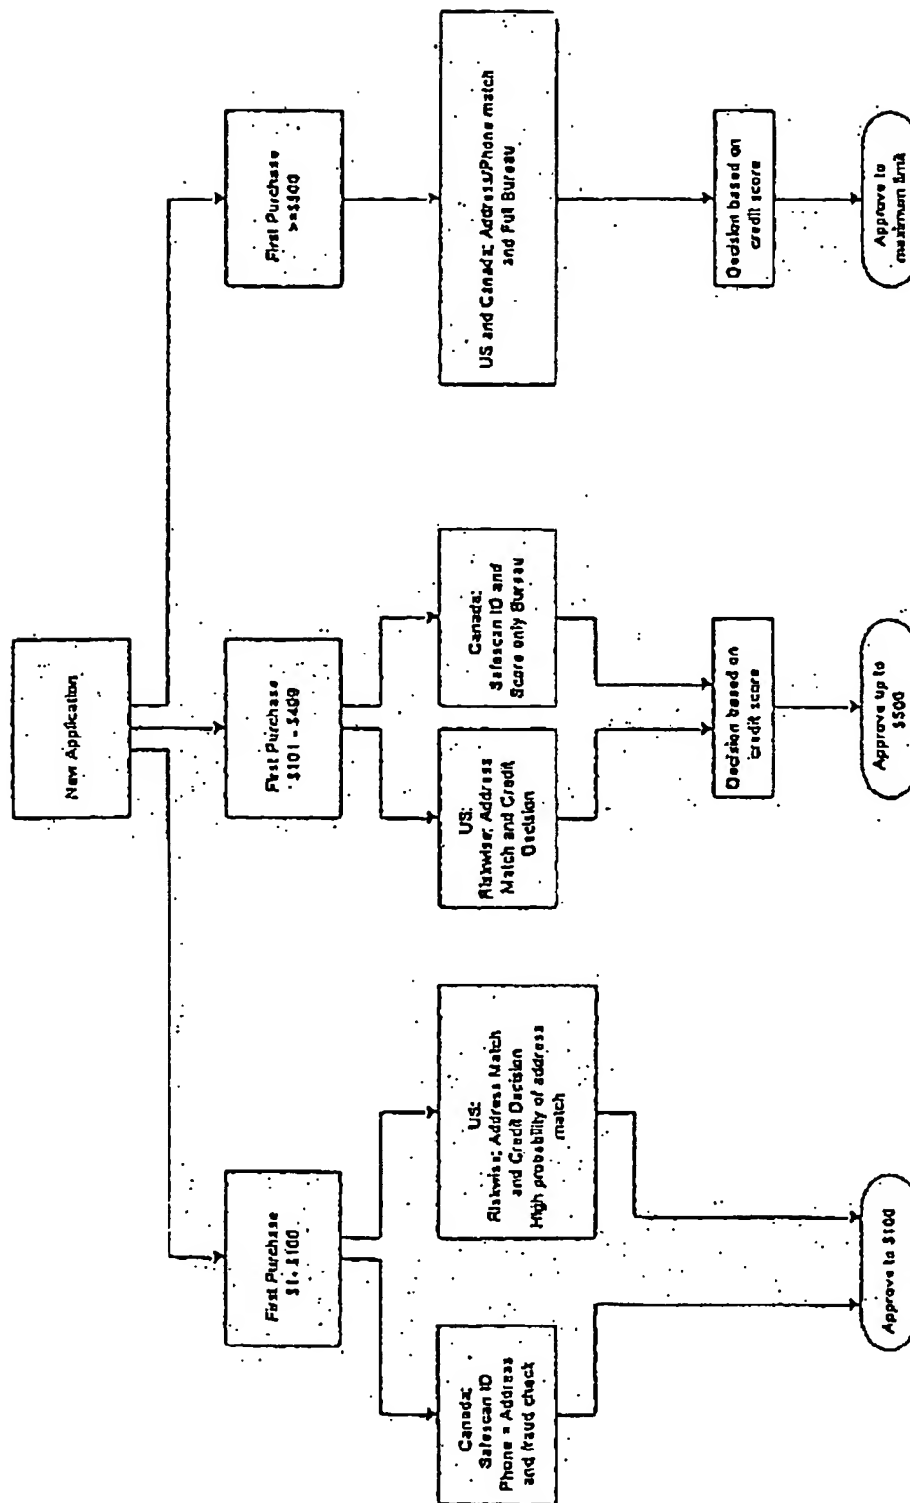 New Application
First Purchase
$1 - $100
First Purchase
$101 - $499
First Purchase
>=$500
Canada:
Safescan ID
Phone = Address
and fraud check
US:
Riskwise; Address Match
and Credit Decision
High probability of address
match
US:
Riskwise; Address
Match and Credit
Decision
Canada:
Safescan ID and
Score only Bureau
US and Canada; Address/Phone match
and Full Bureau
Decision based on
credit score
Decision based on
credit score
Approve to $100
Approve up to
$500
Approve to
maximum limit